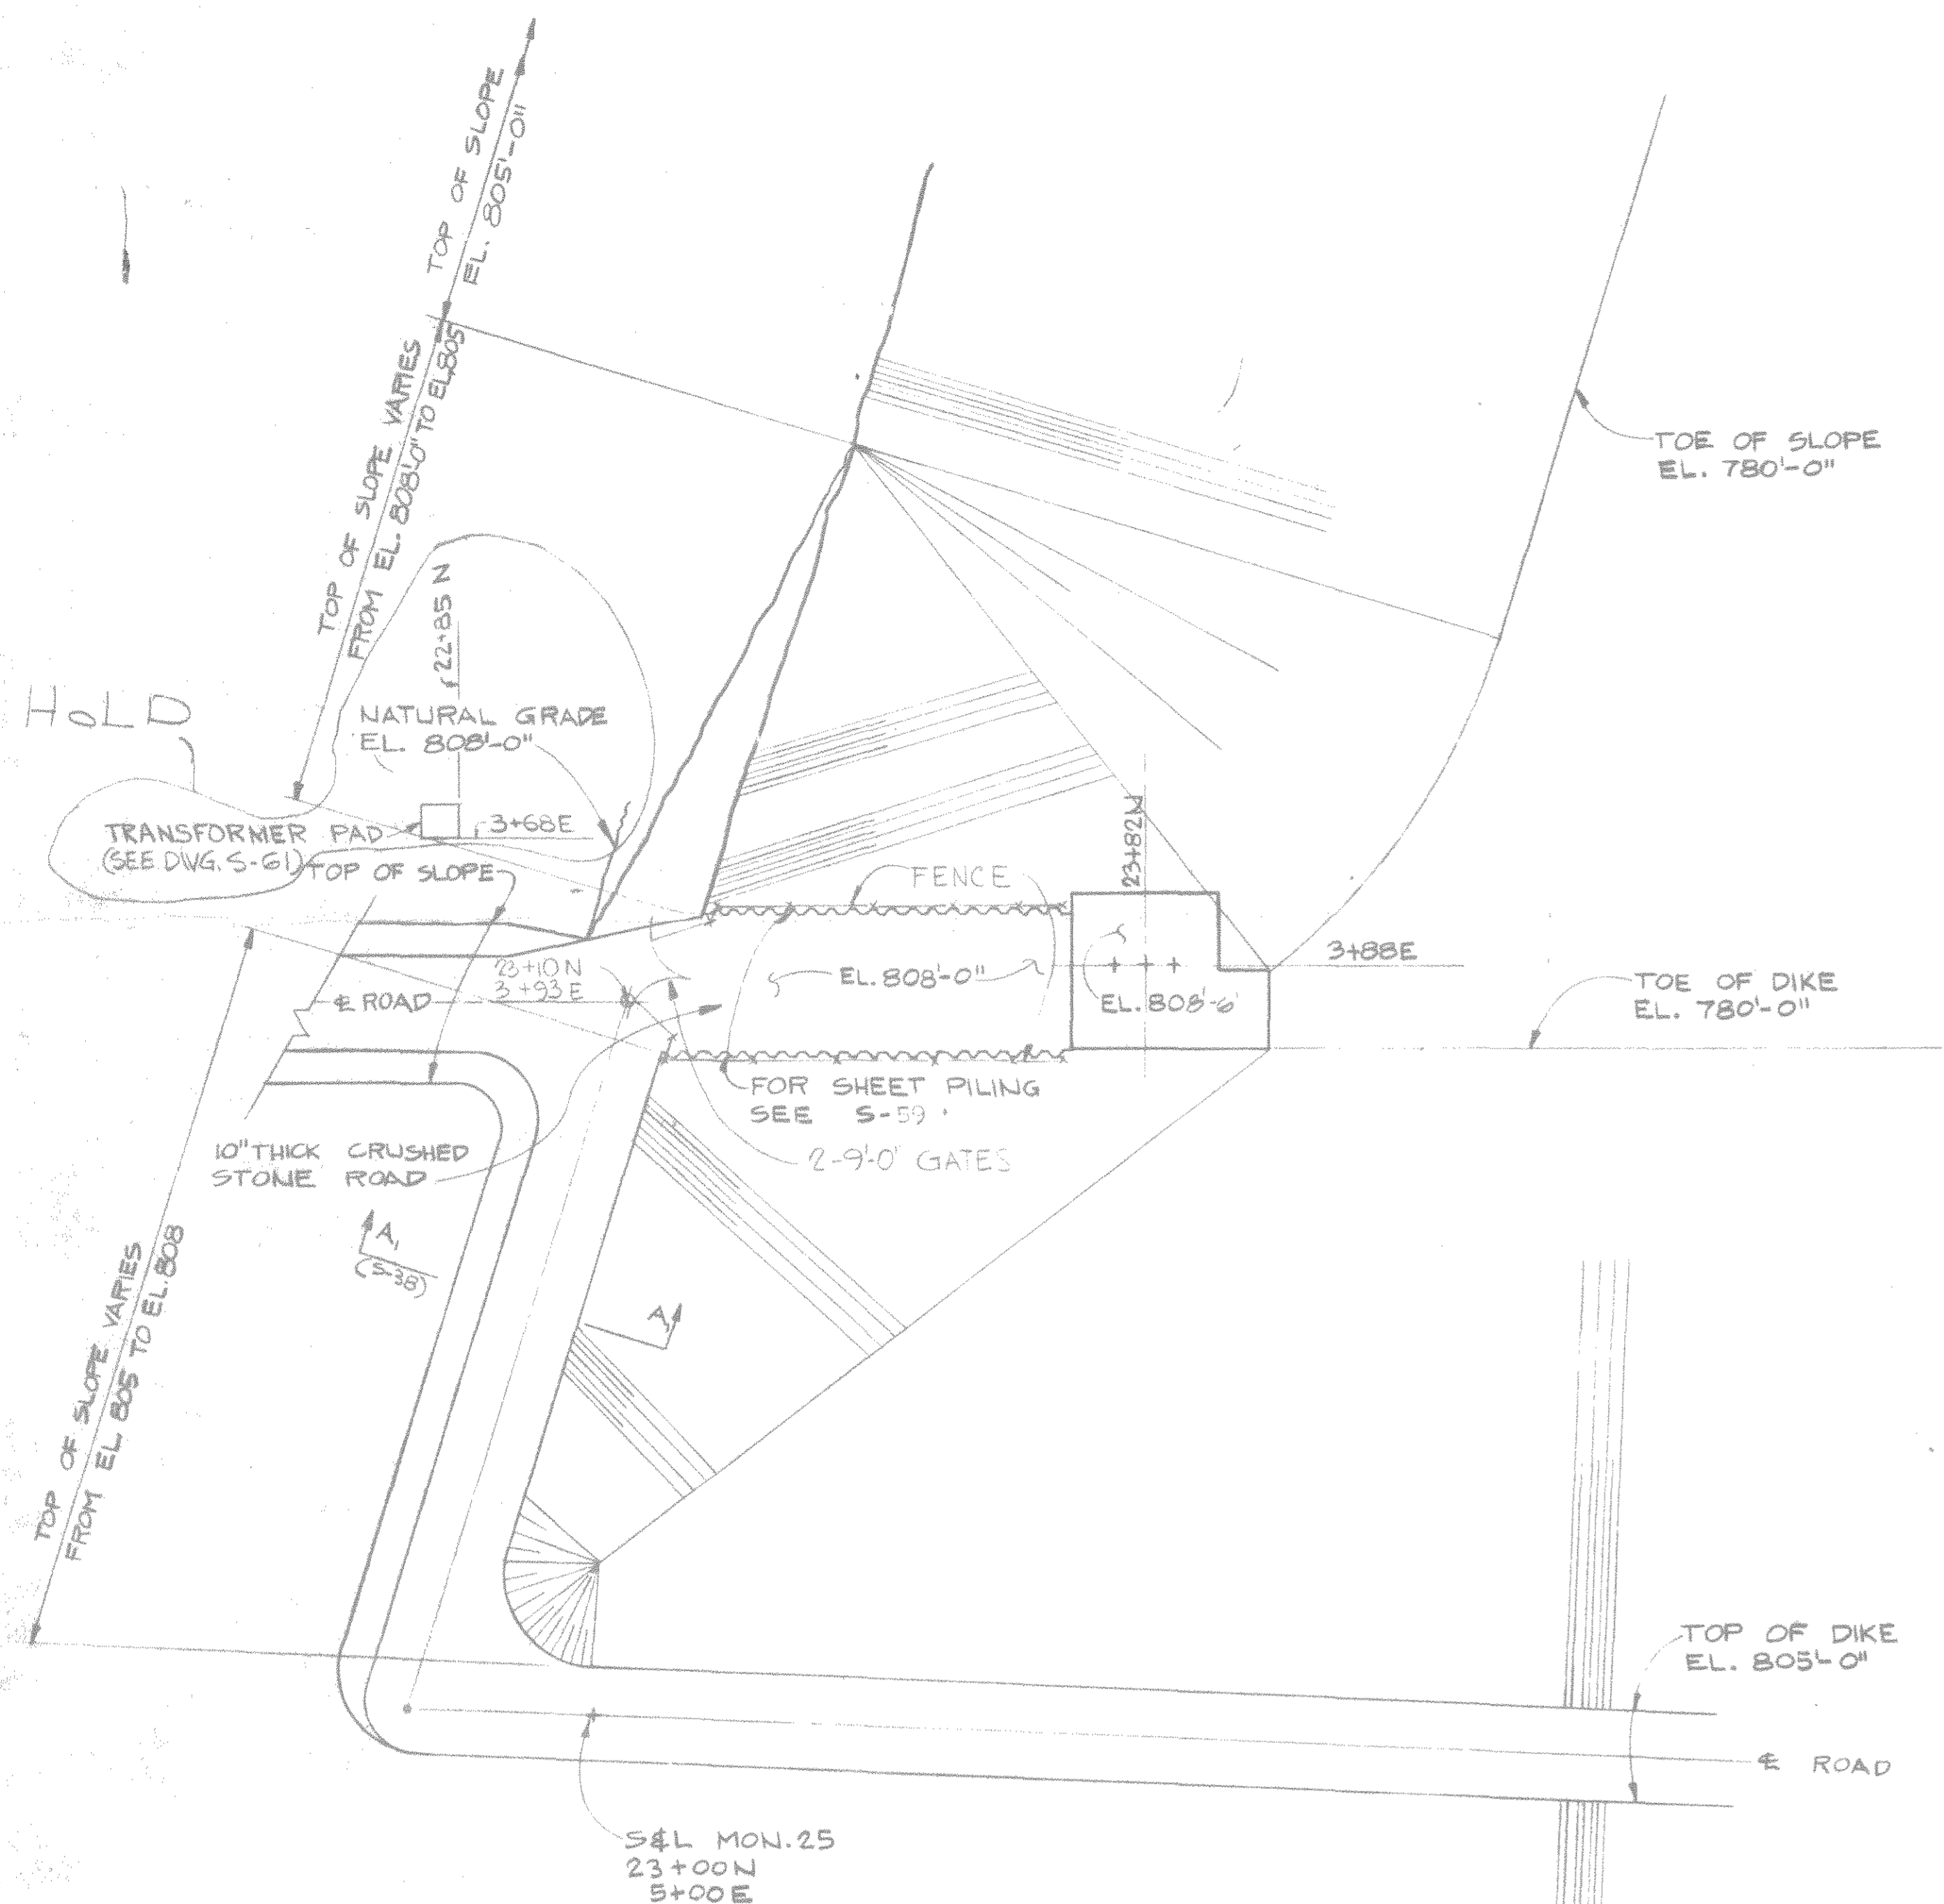 TOP OF SLOPE
EL. 805'-0"
TOP OF SLOPE VARIES
FROM EL. 808'-0" TO EL.805
TOE OF SLOPE
EL. 780'-0"
22+85 N
HOLD
NATURAL GRADE
EL. 808'-0"
TRANSFORMER PAD
(SEE DWG. S-61)
3+68E
TOP OF SLOPE
FENCE
23+82N
23+10 N
3+93 E
EL. 808'-0"
3+88E
℄ ROAD
EL. 808'-6"
TOE OF DIKE
EL. 780'-0"
FOR SHEET PILING
SEE S-59
10" THICK CRUSHED
STONE ROAD
2-9'-0" GATES
A1
(S-38)
A1
TOP OF SLOPE VARIES
FROM EL. 805 TO EL. 808
TOP OF DIKE
EL. 805'-0"
℄ ROAD
S&L MON. 25
23+00N
5+00E